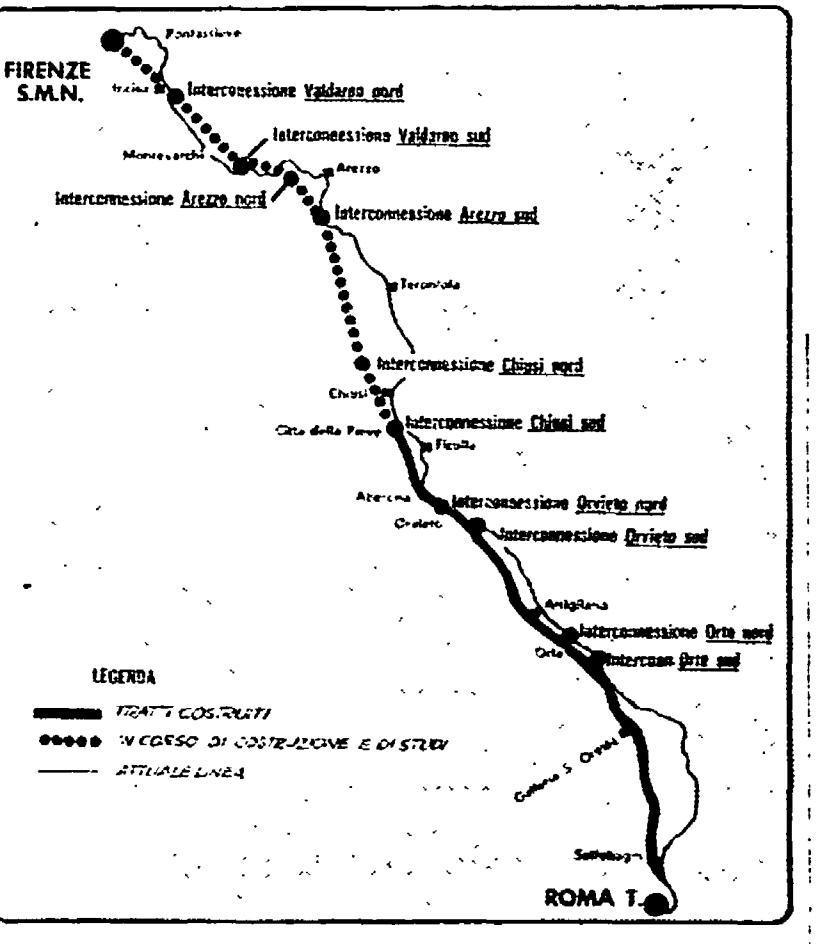 Pontassieve
FIRENZE
S.M.N.
Incisa
Interconnessione Valdarno nord
Interconnessione Valdarno sud
Montevarchi
Arezzo
Interconnessione Arezzo nord
Interconnessione Arezzo sud
Terontola
Interconnessione Chiusi nord
Chiusi
Interconnessione Chiusi sud
Città della Pieve
Ficulle
Allerona
Interconnessione Orvieto nord
Orvieto
Interconnessione Orvieto sud
Attigliano
Interconnessione Orte nord
Orte
Interconn Orte sud
LEGENDA
TRATTI COSTRUITI
IN CORSO DI COSTRUZIONE E DI STUDI
ATTUALE LINEA
Gallese S. Oreste
Settebagni
ROMA T.